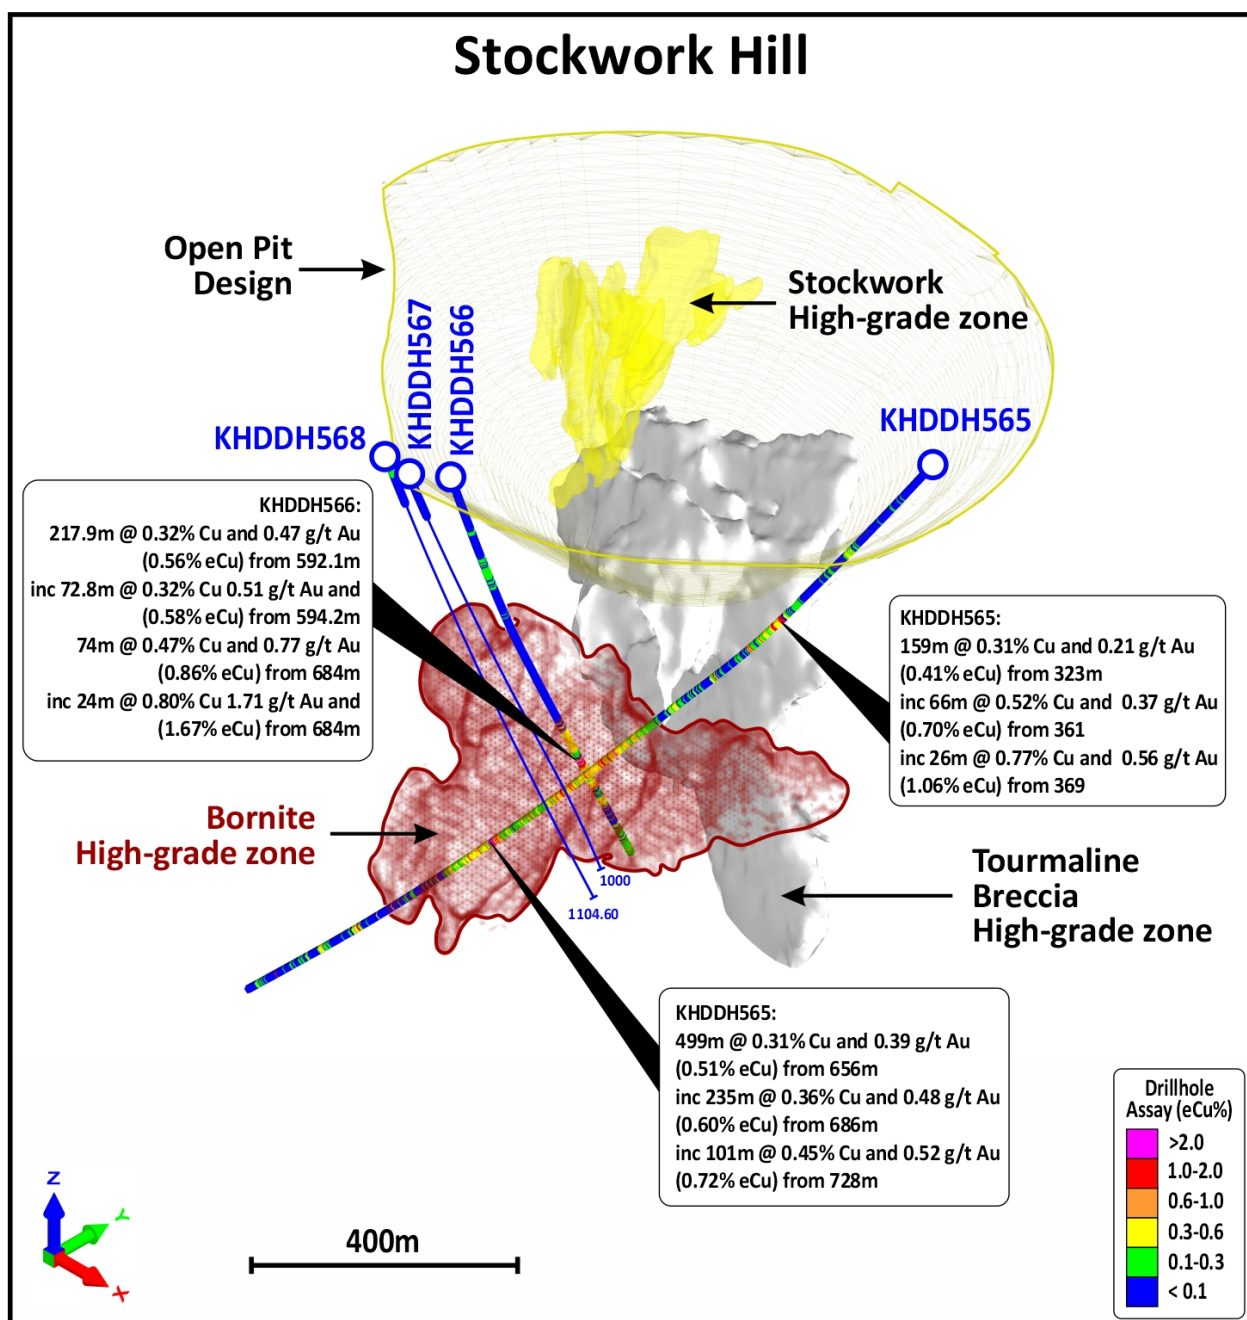 Stockwork Hill
Open Pit
Design
Stockwork
High-grade zone
KHDDH567
KHDDH566
KHDDH568
KHDDH565
KHDDH566:
217.9m @ 0.32% Cu and 0.47 g/t Au
(0.56% eCu) from 592.1m
inc 72.8m @ 0.32% Cu 0.51 g/t Au and
(0.58% eCu) from 594.2m
74m @ 0.47% Cu and 0.77 g/t Au
(0.86% eCu) from 684m
inc 24m @ 0.80% Cu 1.71 g/t Au and
(1.67% eCu) from 684m
KHDDH565:
159m @ 0.31% Cu and 0.21 g/t Au
(0.41% eCu) from 323m
inc 66m @ 0.52% Cu and 0.37 g/t Au
(0.70% eCu) from 361
inc 26m @ 0.77% Cu and 0.56 g/t Au
(1.06% eCu) from 369
Bornite
High-grade zone
1000
1104.60
Tourmaline
Breccia
High-grade zone
KHDDH565:
499m @ 0.31% Cu and 0.39 g/t Au
(0.51% eCu) from 656m
inc 235m @ 0.36% Cu and 0.48 g/t Au
(0.60% eCu) from 686m
inc 101m @ 0.45% Cu and 0.52 g/t Au
(0.72% eCu) from 728m
Drillhole
Assay (eCu%)
>2.0
1.0-2.0
0.6-1.0
0.3-0.6
0.1-0.3
< 0.1
Z
Y
X
400m